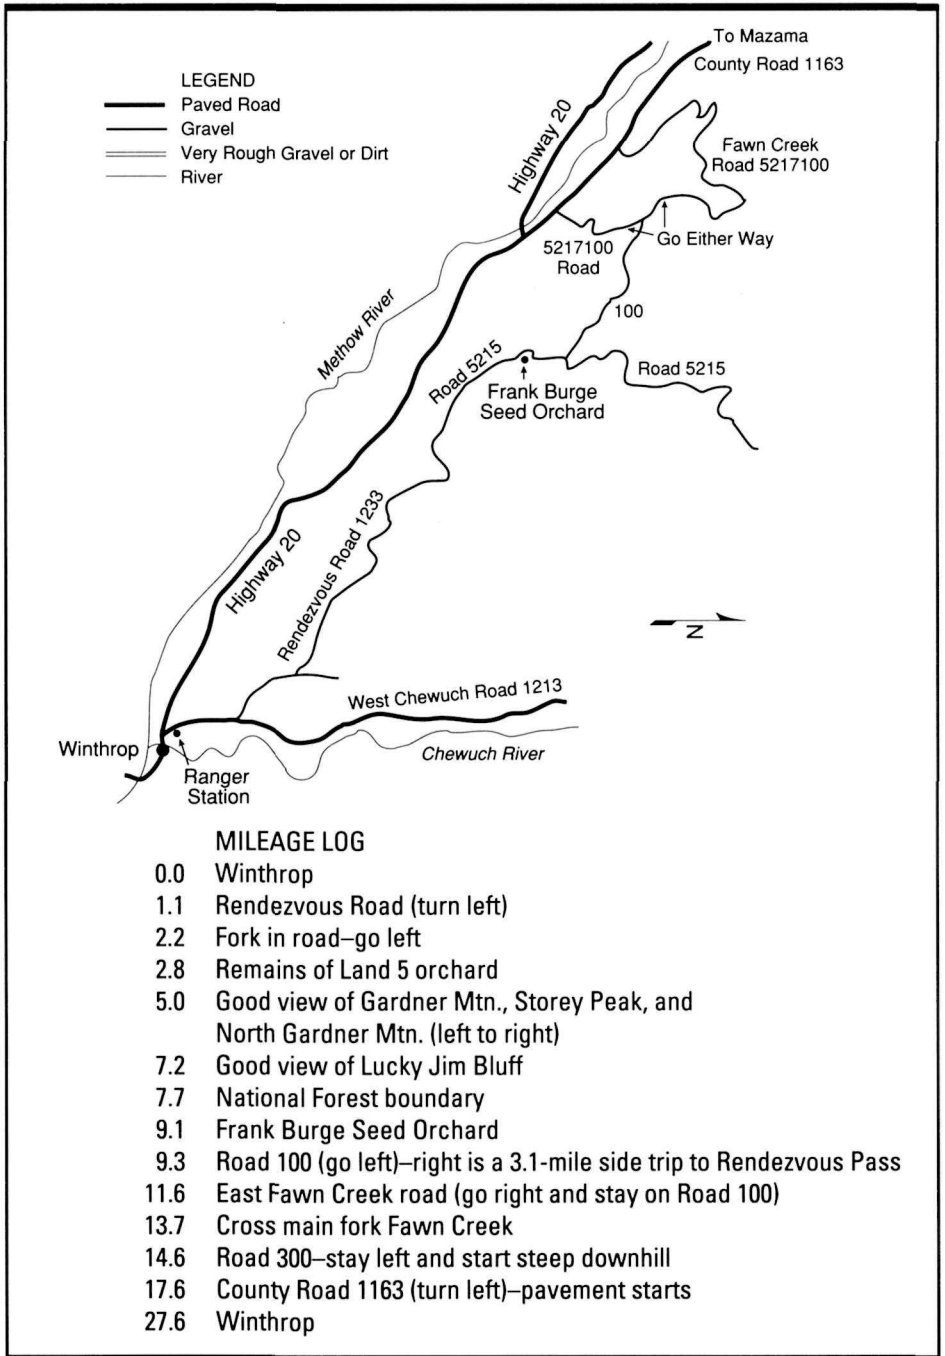 To Mazama
County Road 1163
LEGEND
Paved Road
Gravel
Very Rough Gravel or Dirt
River
Highway 20
Fawn Creek
Road 5217100
Go Either Way
5217100
Road
100
Methow River
Road 5215
Road 5215
Frank Burge
Seed Orchard
Rendezvous Road 1233
Highway 20
N
West Chewuch Road 1213
Winthrop
Chewuch River
Ranger
Station
MILEAGE LOG
0.0 Winthrop
1.1 Rendezvous Road (turn left)
2.2 Fork in road–go left
2.8 Remains of Land 5 orchard
5.0 Good view of Gardner Mtn., Storey Peak, and
North Gardner Mtn. (left to right)
7.2 Good view of Lucky Jim Bluff
7.7 National Forest boundary
9.1 Frank Burge Seed Orchard
9.3 Road 100 (go left)–right is a 3.1-mile side trip to Rendezvous Pass
11.6 East Fawn Creek road (go right and stay on Road 100)
13.7 Cross main fork Fawn Creek
14.6 Road 300–stay left and start steep downhill
17.6 County Road 1163 (turn left)–pavement starts
27.6 Winthrop